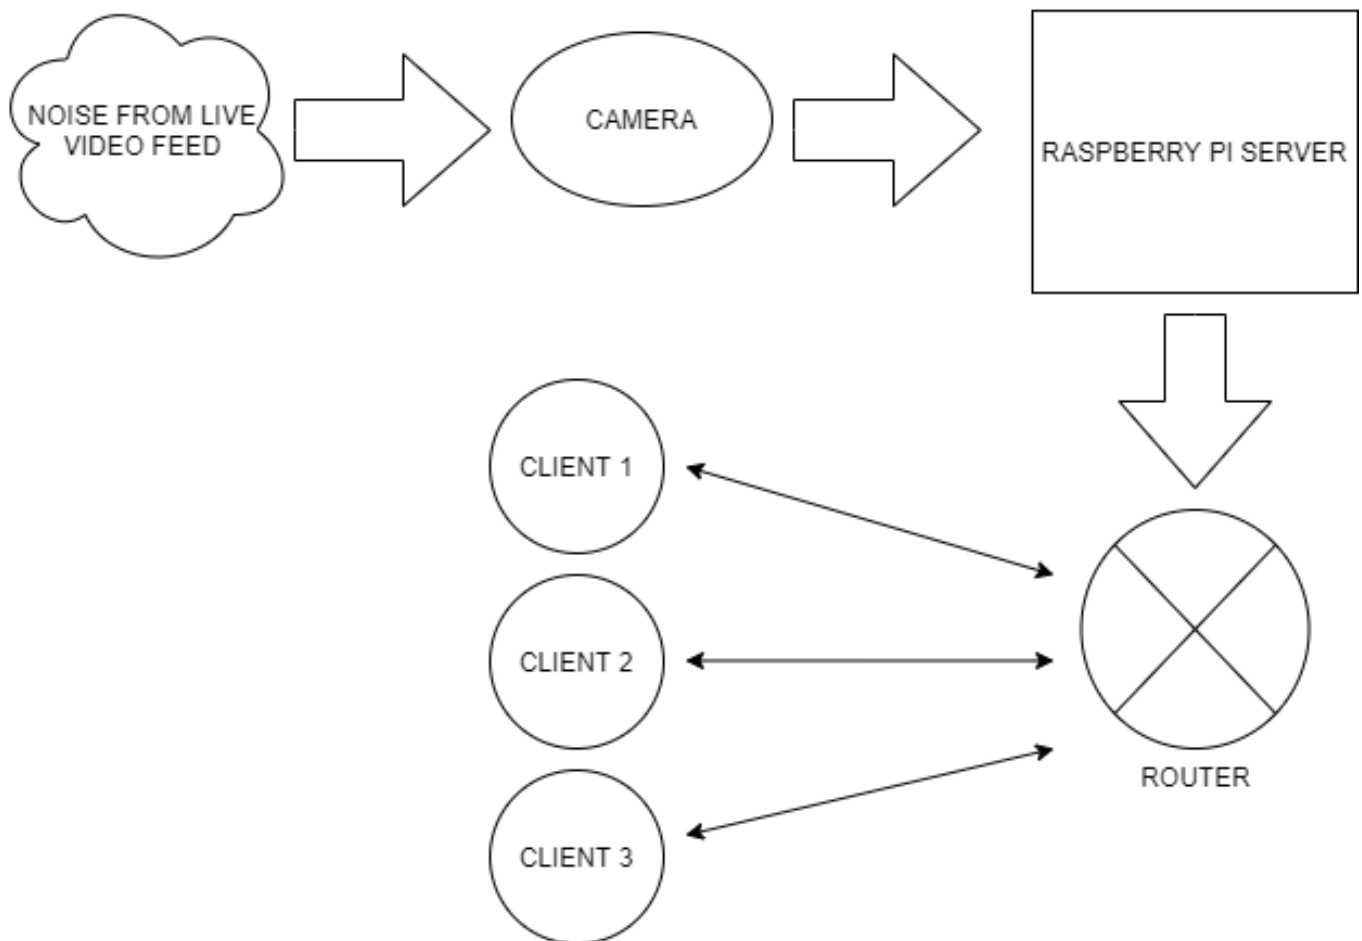 NOISE FROM LIVE
VIDEO FEED
CAMERA
RASPBERRY PI SERVER
CLIENT 1
CLIENT 2
CLIENT 3
ROUTER